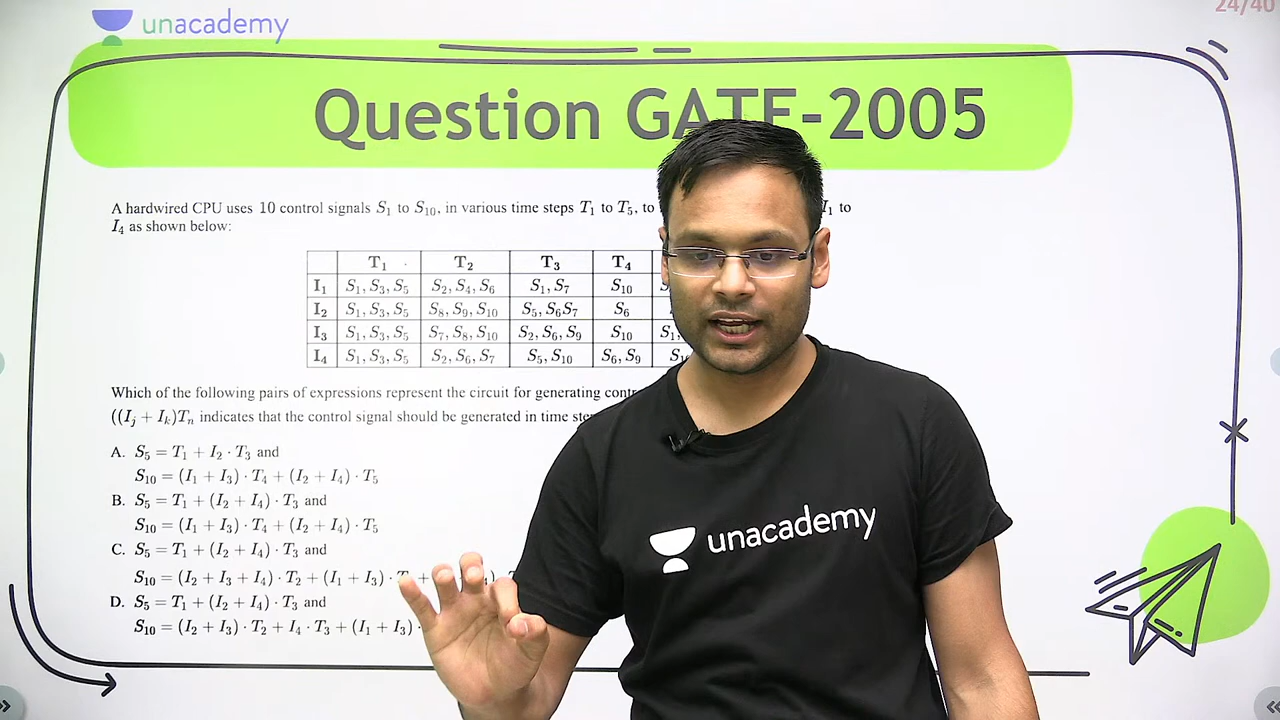 24/40
unacademy
Question GATE-2005
A hardwired CPU uses 10 control signals S₁ to S₁₀, in various time steps T₁ to T₅, to I₁ to
I₄ as shown below:
T₁ T₂ T₃ T₄
I₁ S₁, S₃, S₅ S₂, S₄, S₆ S₁, S₇ S₁₀
I₂ S₁, S₃, S₅ S₈, S₉, S₁₀ S₅, S₆S₇ S₆
I₃ S₁, S₃, S₅ S₇, S₈, S₁₀ S₂, S₆, S₉ S₁₀ S₁,
I₄ S₁, S₃, S₅ S₂, S₆, S₇ S₅, S₁₀ S₆, S₉
Which of the following pairs of expressions represent the circuit for generating
((Iⱼ + Iₖ)Tₙ indicates that the control signal should be generated in time
A. S₅ = T₁ + I₂ · T₃ and
S₁₀ = (I₁ + I₃) · T₄ + (I₂ + I₄) · T₅
B. S₅ = T₁ + (I₂ + I₄) · T₃ and
S₁₀ = (I₁ + I₃) · T₄ + (I₂ + I₄) · T₅
C. S₅ = T₁ + (I₂ + I₄) · T₃ and
S₁₀ = (I₂ + I₃ + I₄) · T₂ + (I₁ + I₃) ·
D. S₅ = T₁ + (I₂ + I₄) · T₃ and
S₁₀ = (I₂ + I₃) · T₂ + I₄ · T₃ + (I₁ + I₃) ·
unacademy